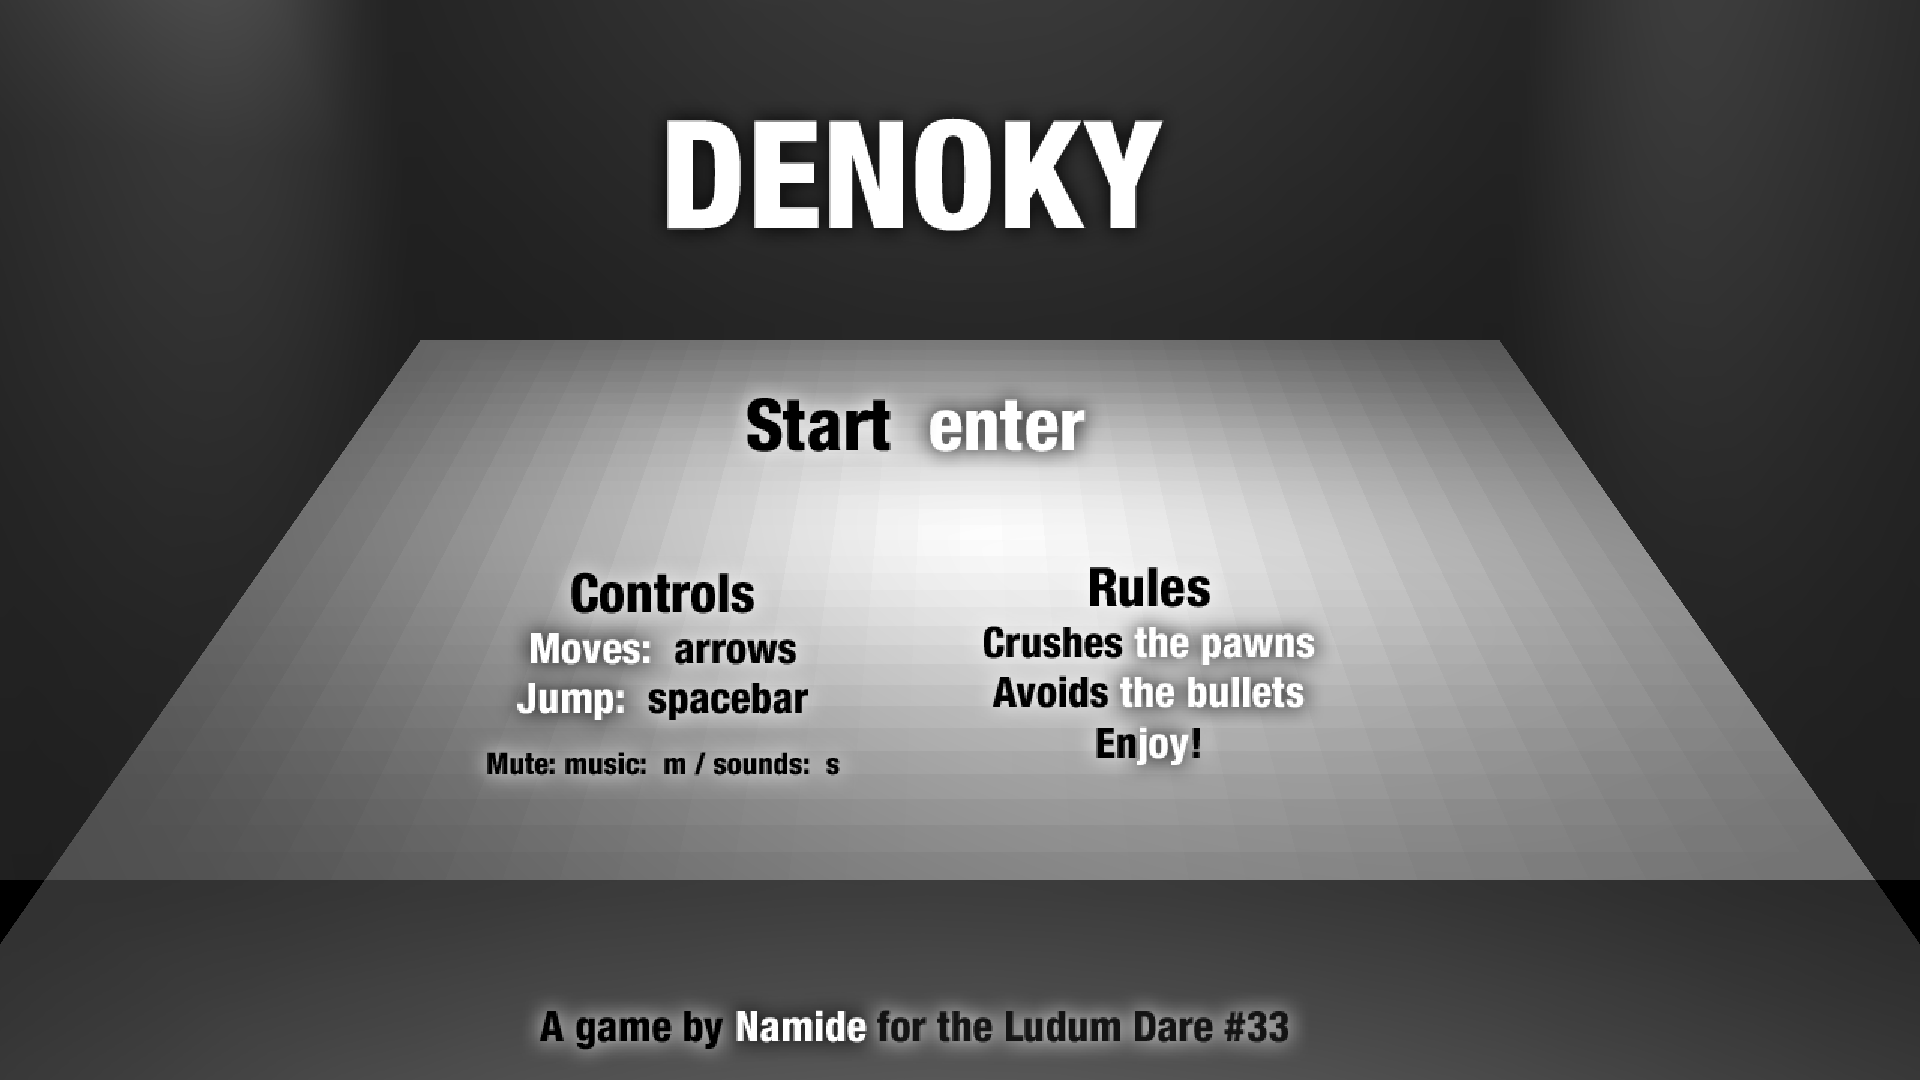 DENOKY
Start enter
Controls
Moves: arrows
Jump: spacebar
Mute: music: m / sounds: s
Rules
Crushes the pawns
Avoids the bullets
Enjoy!
A game by Namide for the Ludum Dare #33